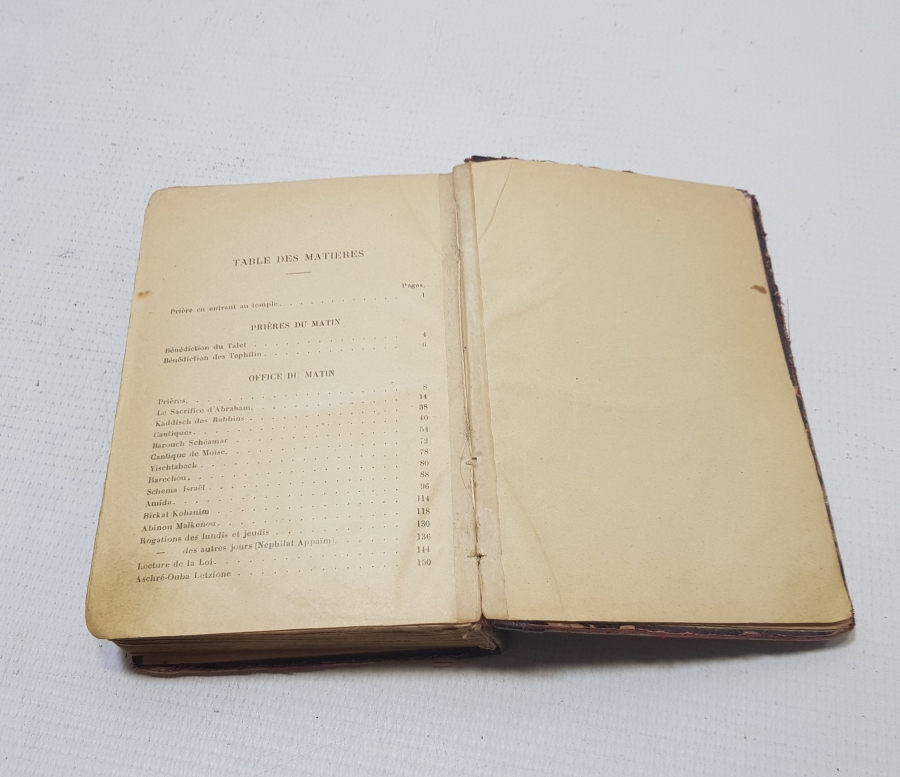 TABLE DES MATIÈRES
Pages.
Prière en entrant au temple. . . . . . . . . . . 1
PRIÈRES DU MATIN
Bénédiction du Talet . . . . . . . . . . . 4
Bénédiction des Tephilin. . . . . . . . . . . 6
OFFICE DU MATIN
Prières. . . . . . . . . . . 8
Le Sacrifice d'Abraham. . . . . . . . . . . 14
Kaddisch des Rabbins . . . . . . . . . . . 38
Cantiques. . . . . . . . . . . 40
Barouch Schéamar . . . . . . . . . . . 54
Cantique de Moïse. . . . . . . . . . . 72
Yischtabach . . . . . . . . . . . 78
Barechou. . . . . . . . . . . 80
Schema Israël . . . . . . . . . . . 88
Amida. . . . . . . . . . . 96
Birkat Kohanim . . . . . . . . . . . 114
Abinou Malkenou. . . . . . . . . . . 118
Rogations des lundis et jeudis . . . . . . . . . . . 130
— des autres jours (Nephilat Appaïm). . . . . . 136
Lecture de la Loi. . . . . . . . . . . 144
Aschré-Ouba Letzione . . . . . . . . . . . 150